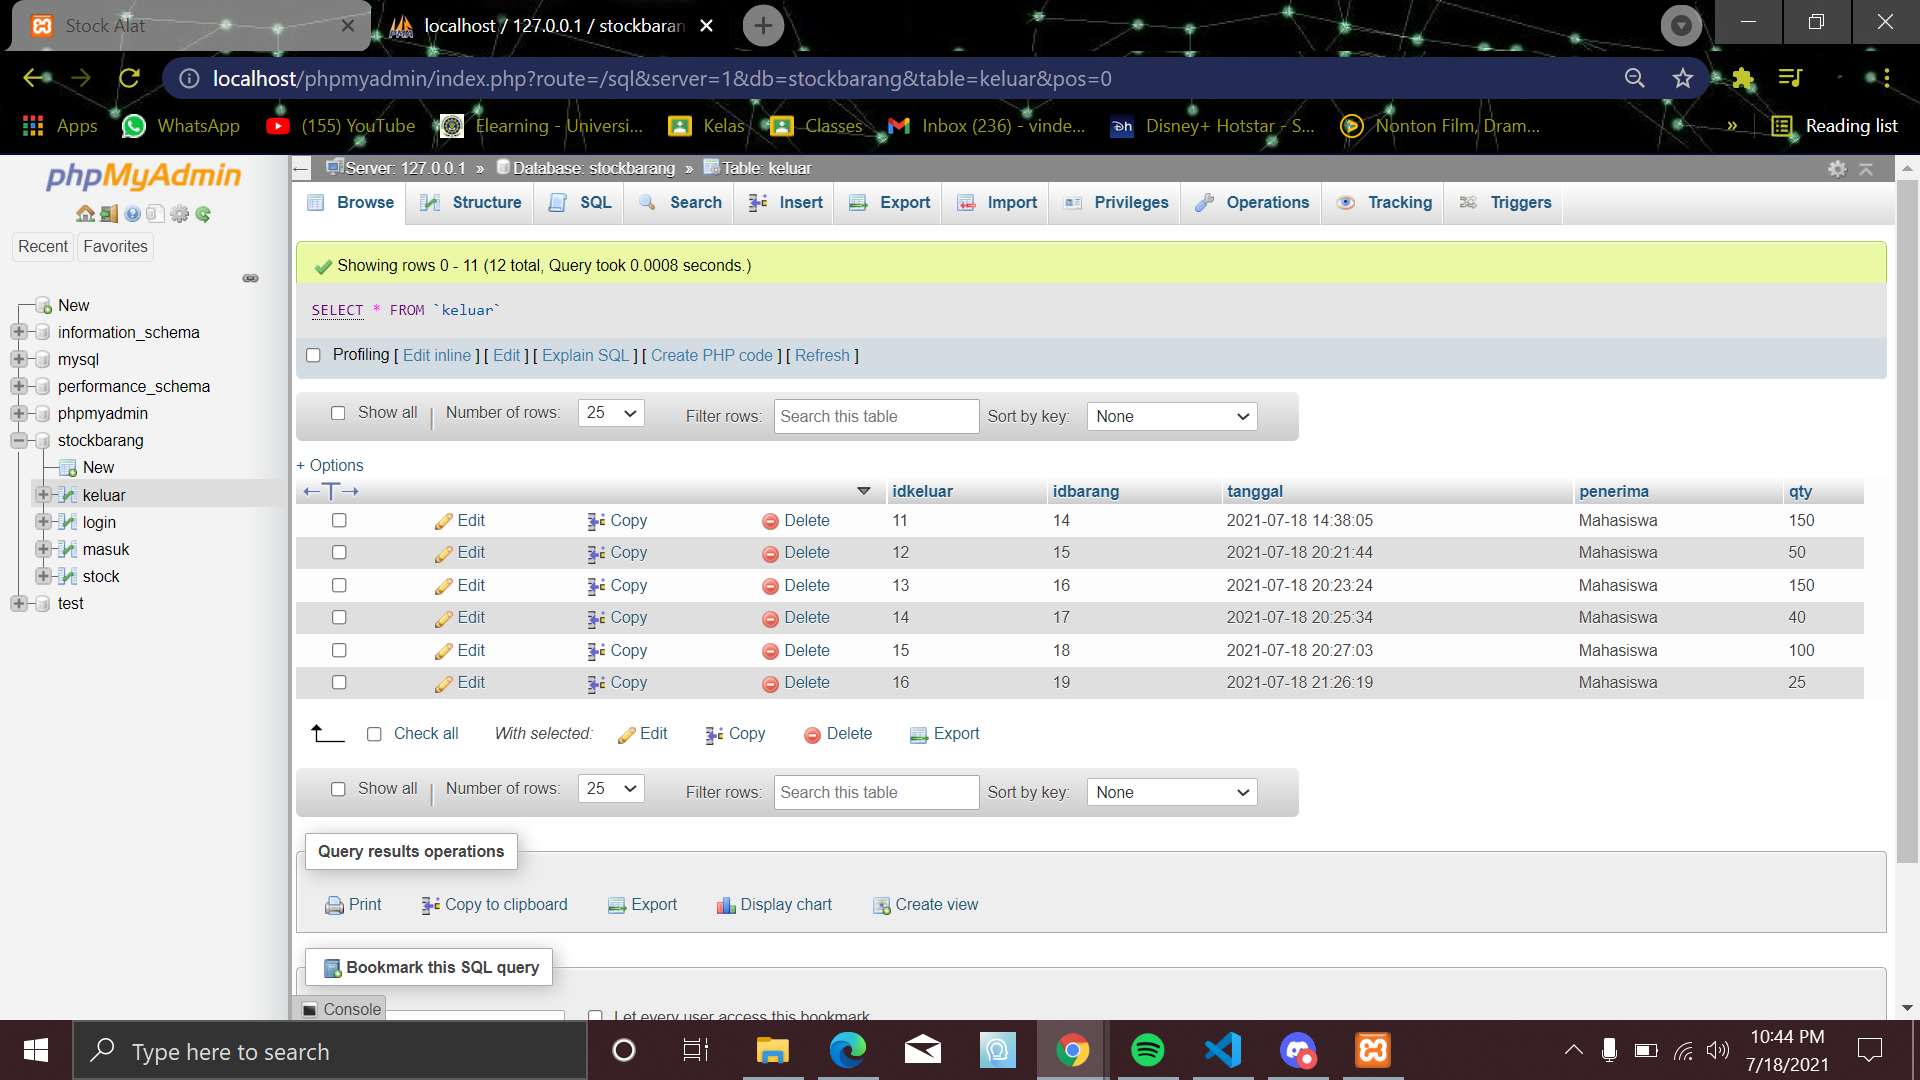 Stock Alat
localhost / 127.0.0.1 / stockbaran
localhost/phpmyadmin/index.php?route=/sql&server=1&db=stockbarang&table=keluar&pos=0
Apps WhatsApp (155) YouTube Elearning - Universi... Kelas Classes Inbox (236) - vinde... Disney+ Hotstar - S... Nonton Film, Dram... » Reading list
phpMyAdmin
Recent Favorites
New
information_schema
mysql
performance_schema
phpmyadmin
stockbarang
New
keluar
login
masuk
stock
test
Server: 127.0.0.1 » Database: stockbarang » Table: keluar
Browse Structure SQL Search Insert Export Import Privileges Operations Tracking Triggers
Showing rows 0 - 11 (12 total, Query took 0.0008 seconds.)
SELECT * FROM `keluar`
Profiling [ Edit inline ] [ Edit ] [ Explain SQL ] [ Create PHP code ] [ Refresh ]
Show all | Number of rows: 25 Filter rows: Search this table Sort by key: None
+ Options
←T→ idkeluar idbarang tanggal penerima qty
Edit Copy Delete 11 14 2021-07-18 14:38:05 Mahasiswa 150
Edit Copy Delete 12 15 2021-07-18 20:21:44 Mahasiswa 50
Edit Copy Delete 13 16 2021-07-18 20:23:24 Mahasiswa 150
Edit Copy Delete 14 17 2021-07-18 20:25:34 Mahasiswa 40
Edit Copy Delete 15 18 2021-07-18 20:27:03 Mahasiswa 100
Edit Copy Delete 16 19 2021-07-18 21:26:19 Mahasiswa 25
Check all With selected: Edit Copy Delete Export
Show all | Number of rows: 25 Filter rows: Search this table Sort by key: None
Query results operations
Print Copy to clipboard Export Display chart Create view
Bookmark this SQL query
Console
Let every user access this bookmark
Type here to search
10:44 PM
7/18/2021